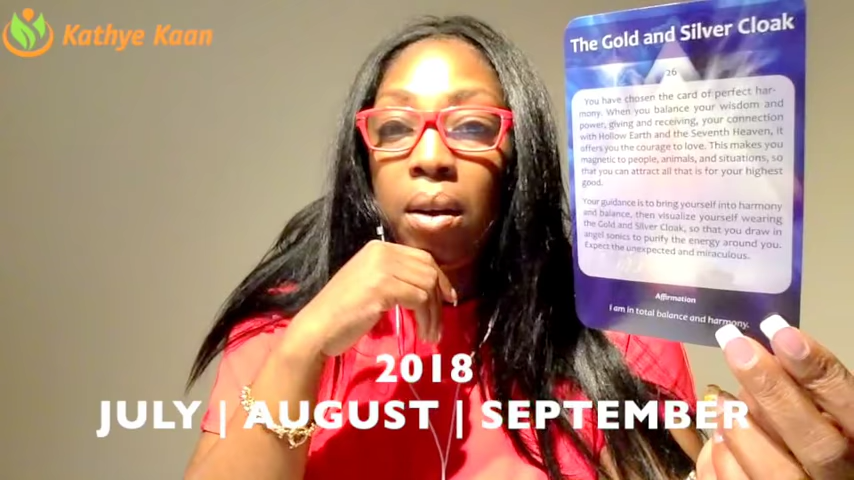 Kathye Kaan
The Gold and Silver Cloak
26
You have chosen the card of perfect har-
mony. When you balance your wisdom and
power, giving and receiving, your connection
with Hollow Earth and the Seventh Heaven, it
offers you the courage to love. This makes you
magnetic to people, animals, and situations, so
that you can attract all that is for your highest
good.
Your guidance is to bring yourself into harmony
and balance, then visualize yourself wearing
the Gold and Silver Cloak, so that you draw in
angel sonics to purify the energy around you.
Expect the unexpected and miraculous.
Affirmation
I am in total balance and harmony.
2018
JULY | AUGUST | SEPTEMBER